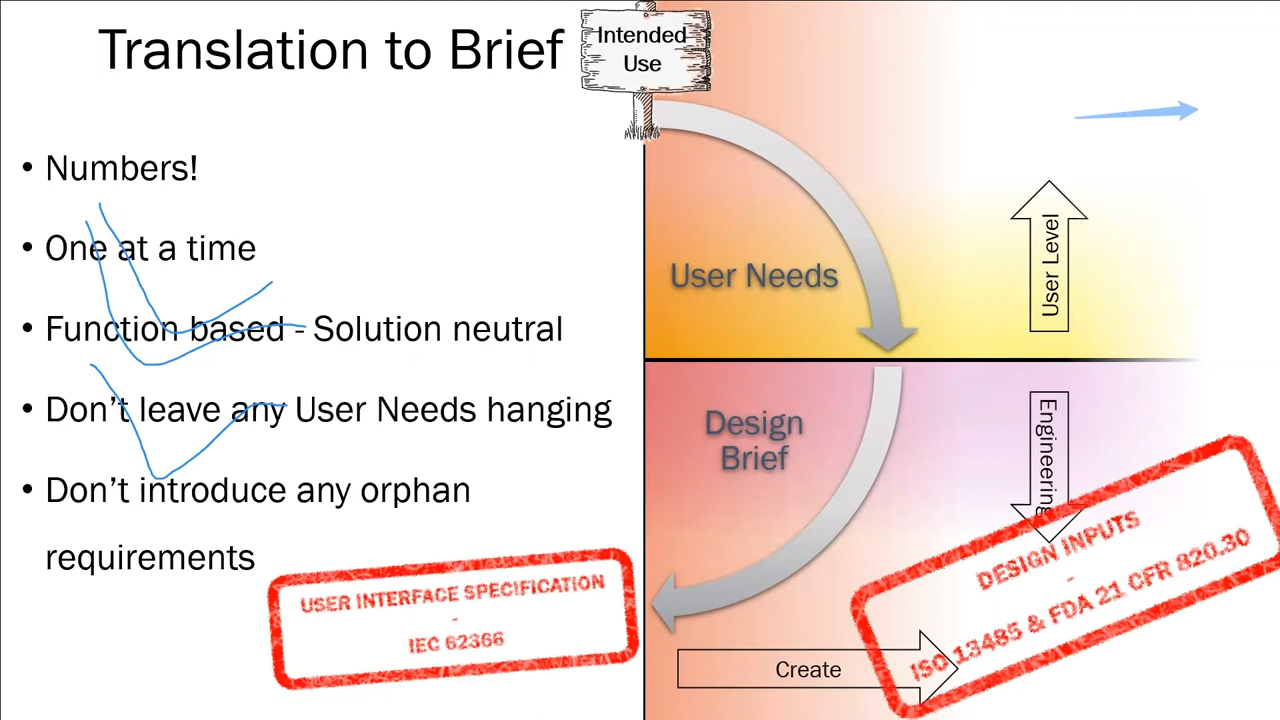 Translation to Brief
Intended
Use
• Numbers!
• One at a time
• Function based - Solution neutral
• Don't leave any User Needs hanging
• Don't introduce any orphan
requirements
USER INTERFACE SPECIFICATION
-
IEC 62366
User Needs
User Level
Design
Brief
Engineering
DESIGN INPUTS
-
ISO 13485 & FDA 21 CFR 820.30
Create